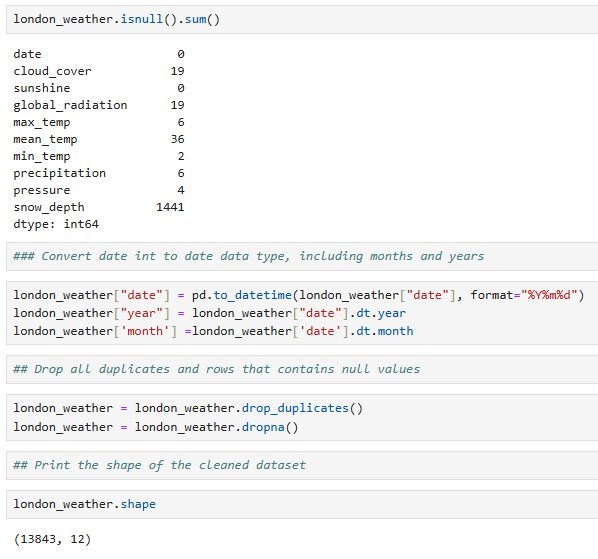 london_weather.isnull().sum()
date 0
cloud_cover 19
sunshine 0
global_radiation 19
max_temp 6
mean_temp 36
min_temp 2
precipitation 6
pressure 4
snow_depth 1441
dtype: int64
### Convert date int to date data type, including months and years
london_weather["date"] = pd.to_datetime(london_weather["date"], format="%Y%m%d")
london_weather["year"] = london_weather["date"].dt.year
london_weather['month'] =london_weather['date'].dt.month
## Drop all duplicates and rows that contains null values
london_weather = london_weather.drop_duplicates()
london_weather = london_weather.dropna()
## Print the shape of the cleaned dataset
london_weather.shape
(13843, 12)